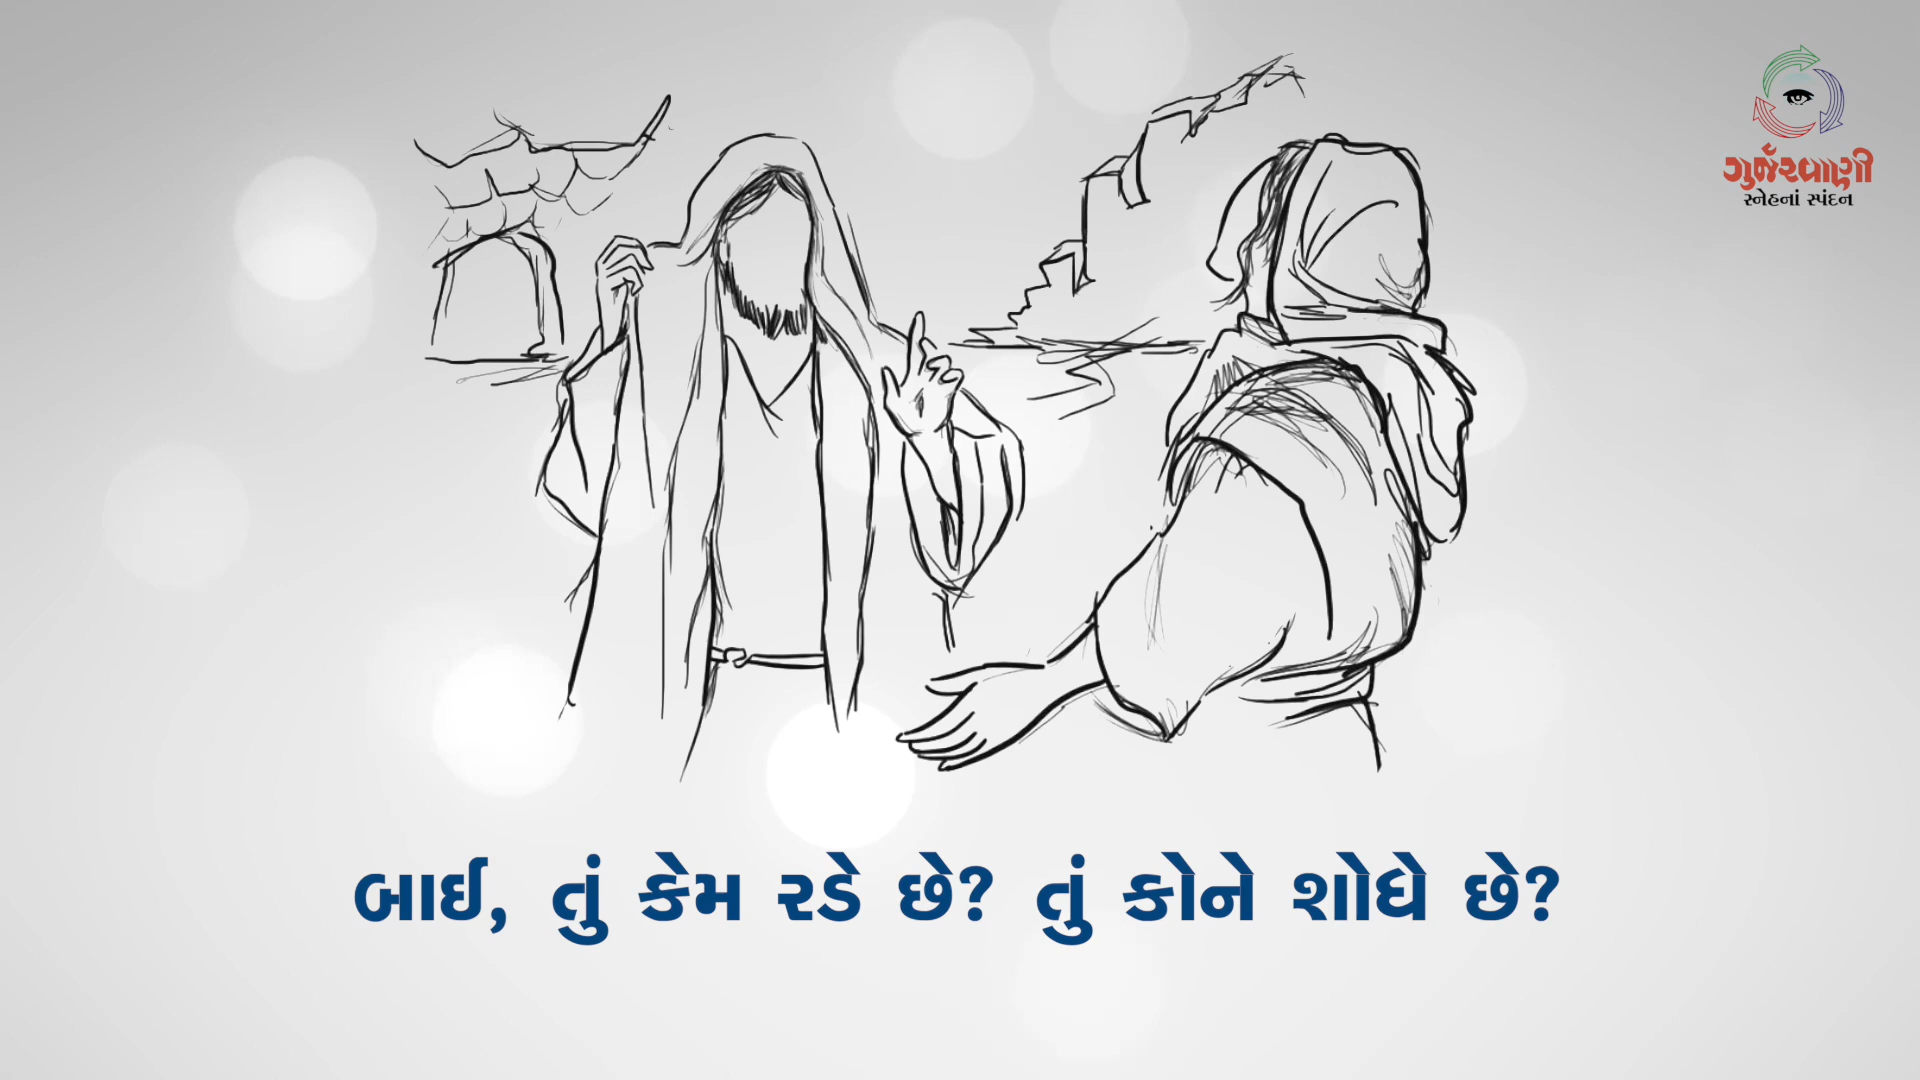 ગુર્જરવાણી
સ્નેહનાં સ્પંદન
બાઈ, તું કેમ રડે છે? તું કોને શોધે છે?